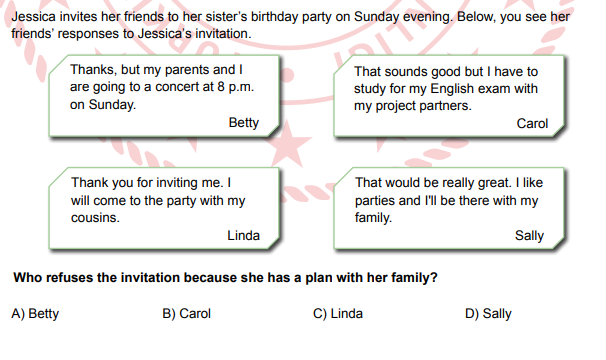 Jessica invites her friends to her sister's birthday party on Sunday evening. Below, you see her
friends' responses to Jessica's invitation.
Thanks, but my parents and I
are going to a concert at 8 p.m.
on Sunday.
Betty
That sounds good but I have to
study for my English exam with
my project partners.
Carol
Thank you for inviting me. I
will come to the party with my
cousins.
Linda
That would be really great. I like
parties and I'll be there with my
family.
Sally
Who refuses the invitation because she has a plan with her family?
A) Betty
B) Carol
C) Linda
D) Sally